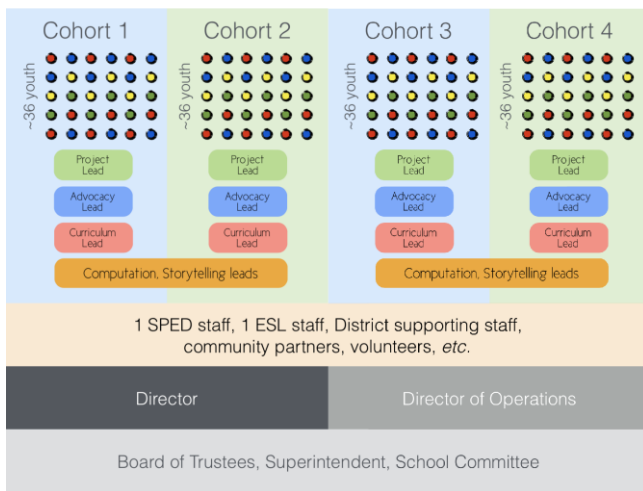 Cohort 1
Cohort 2
Cohort 3
Cohort 4
~36 youth
~36 youth
~36 youth
~36 youth
Project
Lead
Project
Lead
Project
Lead
Project
Lead
Advocacy
Lead
Advocacy
Lead
Advocacy
Lead
Advocacy
Lead
Curriculum
Lead
Curriculum
Lead
Curriculum
Lead
Curriculum
Lead
Computation, Storytelling leads
Computation, Storytelling leads
1 SPED staff, 1 ESL staff, District supporting staff,
community partners, volunteers, etc.
Director
Director of Operations
Board of Trustees, Superintendent, School Committee